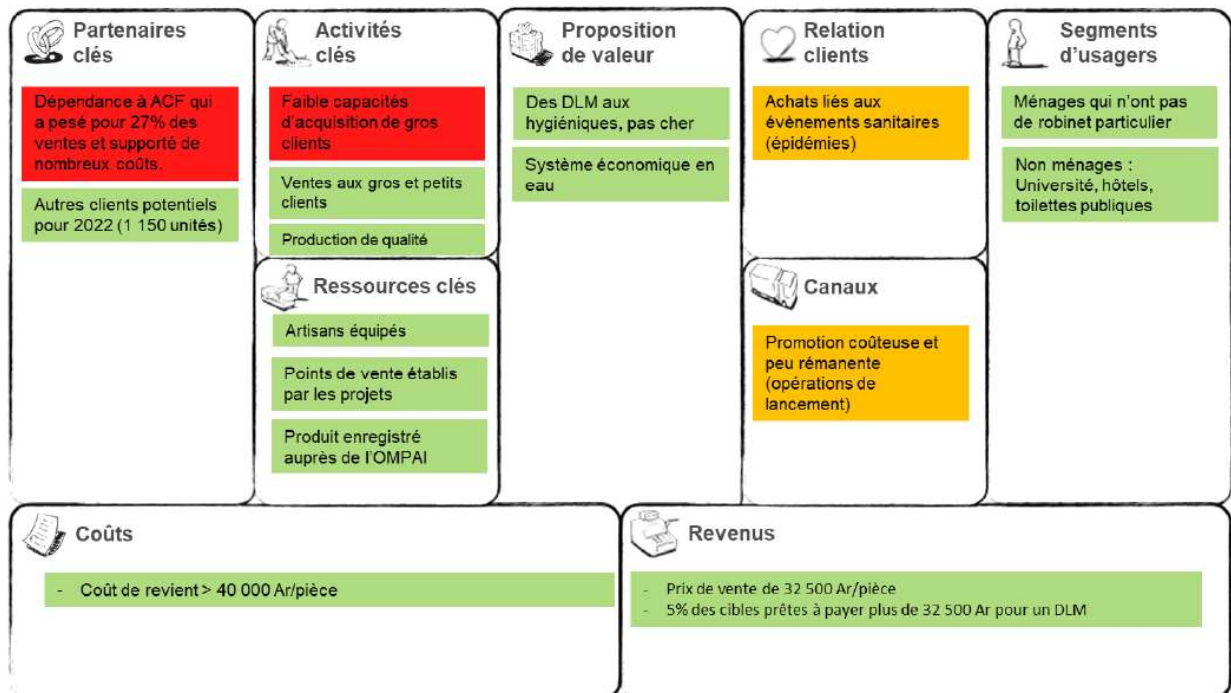 Partenaires
clés
Dépendance à ACF qui
a pesé pour 27% des
ventes et supporté de
nombreux coûts.
Autres clients potentiels
pour 2022 (1 150 unités)
Activités
clés
Faible capacités
d'acquisition de gros
clients
Ventes aux gros et petits
clients
Production de qualité
Ressources clés
Artisans équipés
Points de vente établis
par les projets
Produit enregistré
auprès de l'OMPAI
Proposition
de valeur
Des DLM aux
hygiéniques, pas cher
Système économique en
eau
Relation
clients
Achats liés aux
évènements sanitaires
(épidémies)
Canaux
Promotion coûteuse et
peu rémanente
(opérations de
lancement)
Segments
d'usagers
Ménages qui n'ont pas
de robinet particulier
Non ménages :
Université, hôtels,
toilettes publiques
Coûts
- Coût de revient > 40 000 Ar/pièce
Revenus
- Prix de vente de 32 500 Ar/pièce
- 5% des cibles prêtes à payer plus de 32 500 Ar pour un DLM